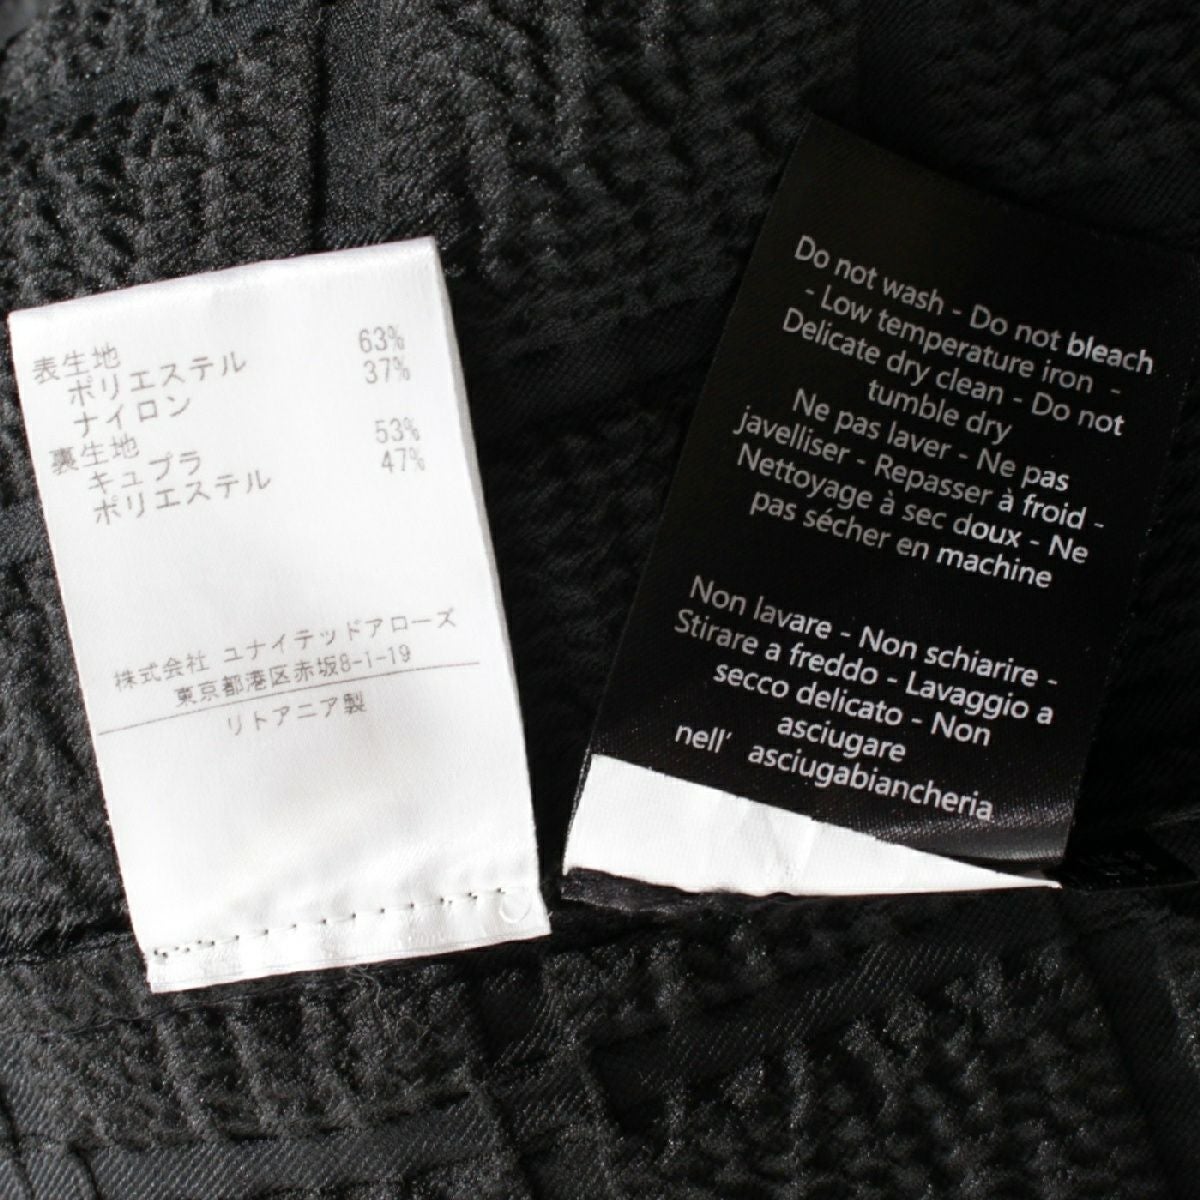 表生地
ポリエステル 63%
ナイロン 37%
裏生地
キュプラ 53%
ポリエステル 47%
株式会社 ユナイテッドアローズ
東京都港区赤坂8-1-19
リトアニア製
Do not wash - Do not bleach
- Low temperature iron -
Delicate dry clean - Do not
tumble dry
Ne pas laver - Ne pas
javelliser - Repasser à froid -
Nettoyage à sec doux - Ne
pas sécher en machine
Non lavare - Non schiarire -
Stirare a freddo - Lavaggio a
secco delicato - Non
asciugare
nell' asciugabiancheria